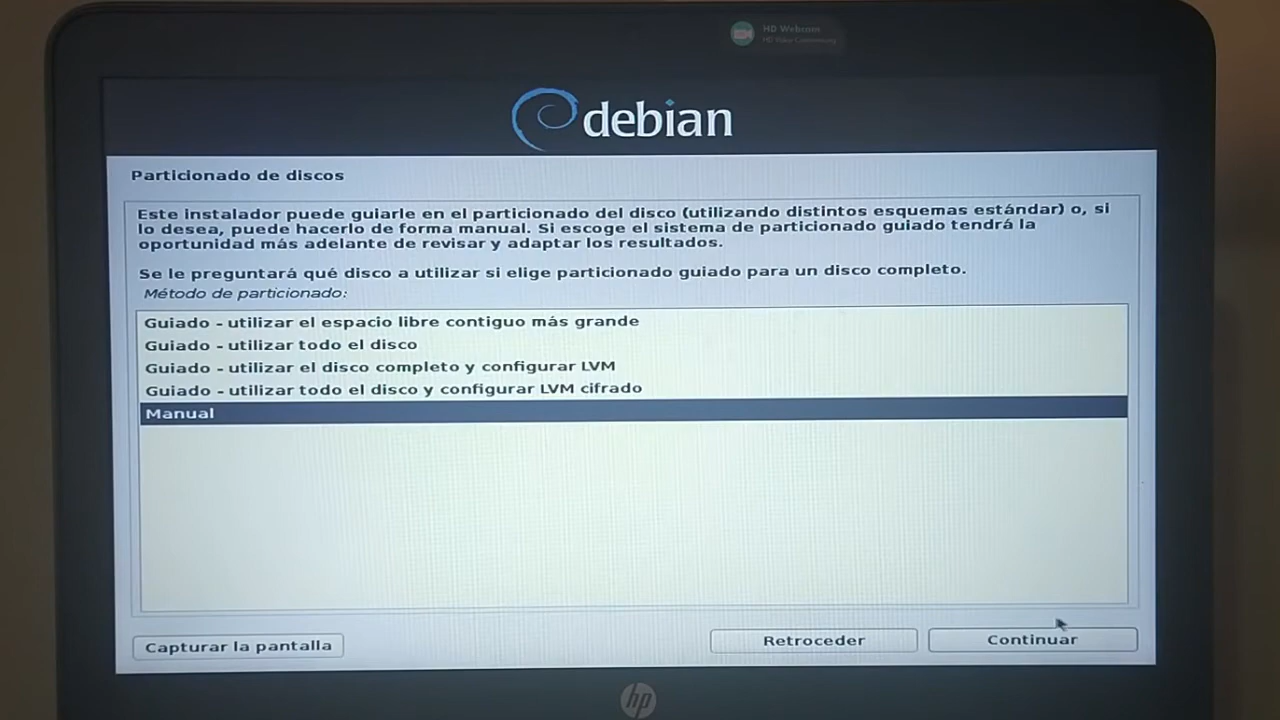 HD Webcam
debian
Particionado de discos
Este instalador puede guiarle en el particionado del disco (utilizando distintos esquemas estándar) o, si
lo desea, puede hacerlo de forma manual. Si escoge el sistema de particionado guiado tendrá la
oportunidad más adelante de revisar y adaptar los resultados.
Se le preguntará qué disco a utilizar si elige particionado guiado para un disco completo.
Método de particionado:
Guiado - utilizar el espacio libre contiguo más grande
Guiado - utilizar todo el disco
Guiado - utilizar el disco completo y configurar LVM
Guiado - utilizar todo el disco y configurar LVM cifrado
Manual
Capturar la pantalla
Retroceder
Continuar
hp